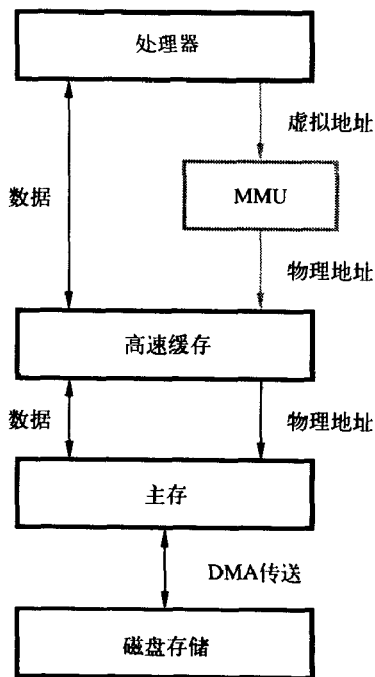 处理器
虚拟地址
数据
MMU
物理地址
高速缓存
数据
物理地址
主存
DMA传送
磁盘存储